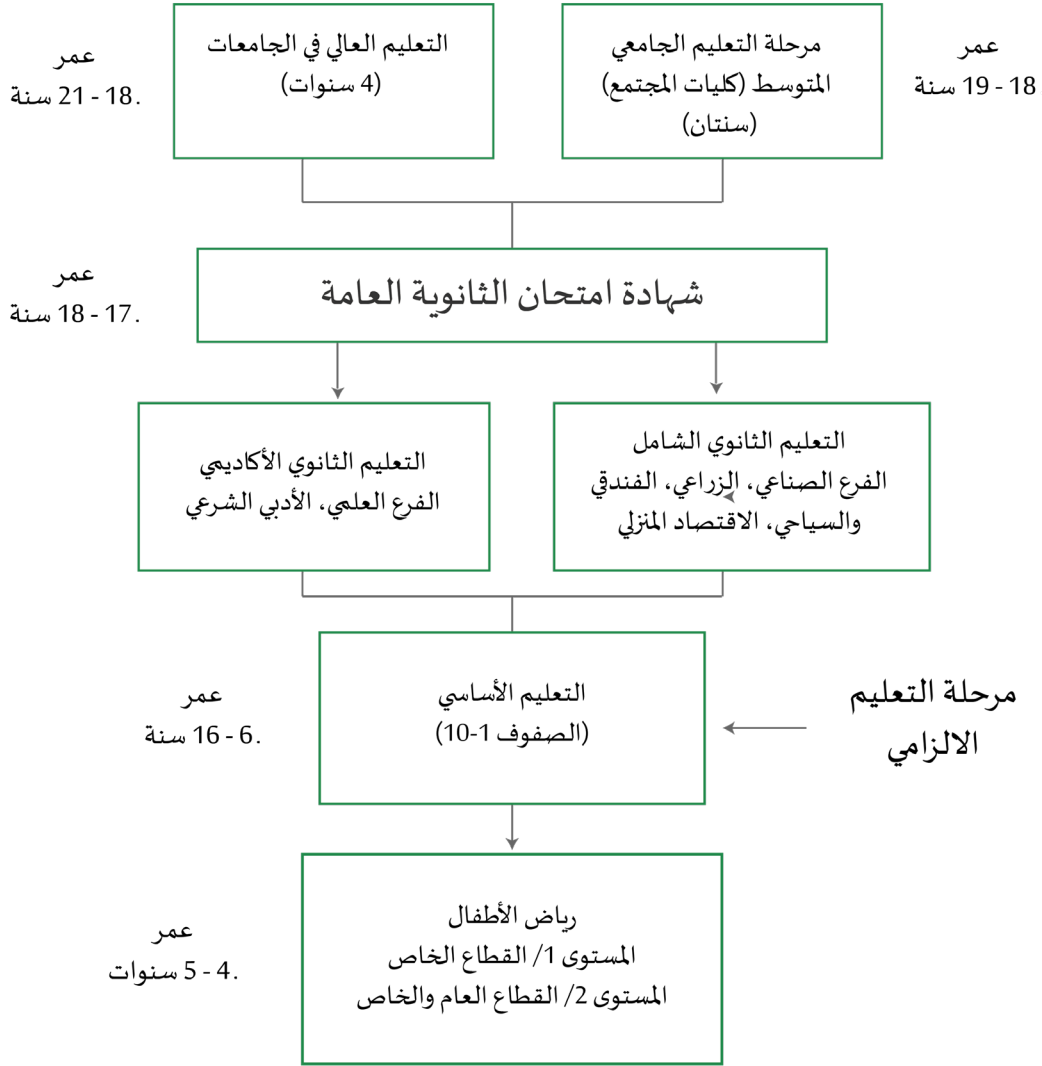 عمر
18 - 19 سنة
مرحلة التعليم الجامعي
المتوسط (كليات المجتمع)
(سنتان)
التعليم العالي في الجامعات
(4 سنوات)
عمر
18 - 21 سنة.
شهادة امتحان الثانوية العامة
عمر
17 - 18 سنة.
التعليم الثانوي الشامل
الفرع الصناعي، الزراعي، الفندقي
والسياحي، الاقتصاد المنزلي
التعليم الثانوي الأكاديمي
الفرع العلمي، الأدبي الشرعي
مرحلة التعليم
الالزامي
التعليم الأساسي
(الصفوف 1-10)
عمر
6 - 16 سنة.
رياض الأطفال
المستوى 1/ القطاع الخاص
المستوى 2/ القطاع العام والخاص
عمر
4 - 5 سنوات.